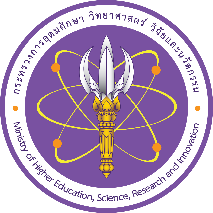 กระทรวงการอุดมศึกษา วิทยาศาสตร์ วิจัยและนวัตกรรม
Ministry of Higher Education, Science, Research and Innovation